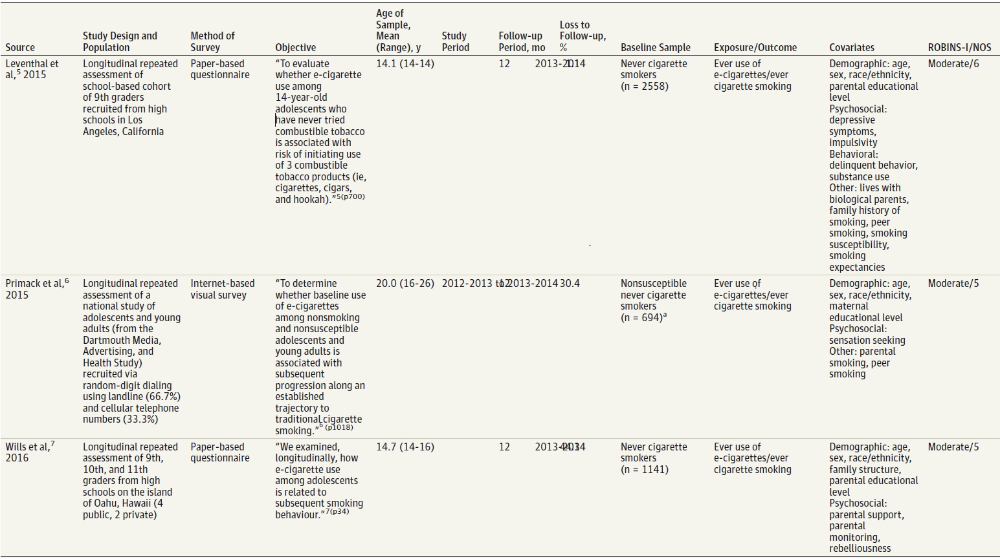 Source
Study Design and
Population
Method of
Survey
Objective
Age of
Sample,
Mean
(Range), y
Study
Period
Follow-up
Period, mo
Loss to
Follow-up,
%
Baseline Sample
Exposure/Outcome
Covariates
ROBINS-I/NOS
Leventhal et
al,5 2015
Longitudinal repeated
assessment of
school-based cohort
of 9th graders
recruited from high
schools in Los
Angeles, California
Paper-based
questionnaire
“To evaluate
whether e-cigarette
use among
14-year-old
adolescents who
have never tried
combustible tobacco
is associated with
risk of initiating use
of 3 combustible
tobacco products (ie,
cigarettes, cigars,
and hookah).”5(p700)
14.1 (14-14)
12
2013-2014
Never cigarette
smokers
(n = 2558)
Ever use of
e-cigarettes/ever
cigarette smoking
Demographic: age,
sex, race/ethnicity,
parental educational
level
Psychosocial:
depressive
symptoms,
impulsivity
Behavioral:
delinquent behavior,
substance use
Other: lives with
biological parents,
family history of
smoking, peer
smoking, smoking
susceptibility,
smoking
expectancies
Moderate/6
Primack et al,6
2015
Longitudinal repeated
assessment of a
national study of
adolescents and young
adults (from the
Dartmouth Media,
Advertising, and
Health Study)
recruited via
random-digit dialing
using landline (66.7%)
and cellular telephone
numbers (33.3%)
Internet-based
visual survey
“To determine
whether baseline use
of e-cigarettes
among nonsmoking
and nonsusceptible
adolescents and
young adults is
associated with
subsequent
progression along an
established
trajectory to
traditional cigarette
smoking.”6 (p1018)
20.0 (16-26)
2012-2013 to 2013-2014
12
30.4
Nonsusceptible
never cigarette
smokers
(n = 694)a
Ever use of
e-cigarettes/ever
cigarette smoking
Demographic: age,
sex, race/ethnicity,
maternal
educational level
Psychosocial:
sensation seeking
Other: parental
smoking, peer
smoking
Moderate/5
Wills et al,7
2016
Longitudinal repeated
assessment of 9th,
10th, and 11th
graders from high
schools on the island
of Oahu, Hawaii (4
public, 2 private)
Paper-based
questionnaire
“We examined,
longitudinally, how
e-cigarette use
among adolescents
is related to
subsequent smoking
behaviour.”7(p34)
14.7 (14-16)
12
2013-2014
Never cigarette
smokers
(n = 1141)
Ever use of
e-cigarettes/ever
cigarette smoking
Demographic: age,
sex, race/ethnicity,
family structure,
parental educational
level
Psychosocial:
parental support,
parental
monitoring,
rebelliousness
Moderate/5